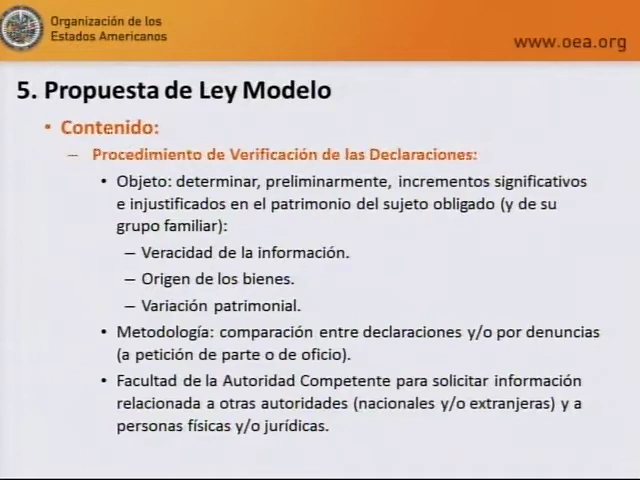 Organización de los
Estados Americanos
www.oea.org
5. Propuesta de Ley Modelo
• Contenido:
– Procedimiento de Verificación de las Declaraciones:
• Objeto: determinar, preliminarmente, incrementos significativos
e injustificados en el patrimonio del sujeto obligado (y de su
grupo familiar):
– Veracidad de la información.
– Origen de los bienes.
– Variación patrimonial.
• Metodología: comparación entre declaraciones y/o por denuncias
(a petición de parte o de oficio).
• Facultad de la Autoridad Competente para solicitar información
relacionada a otras autoridades (nacionales y/o extranjeras) y a
personas físicas y/o jurídicas.